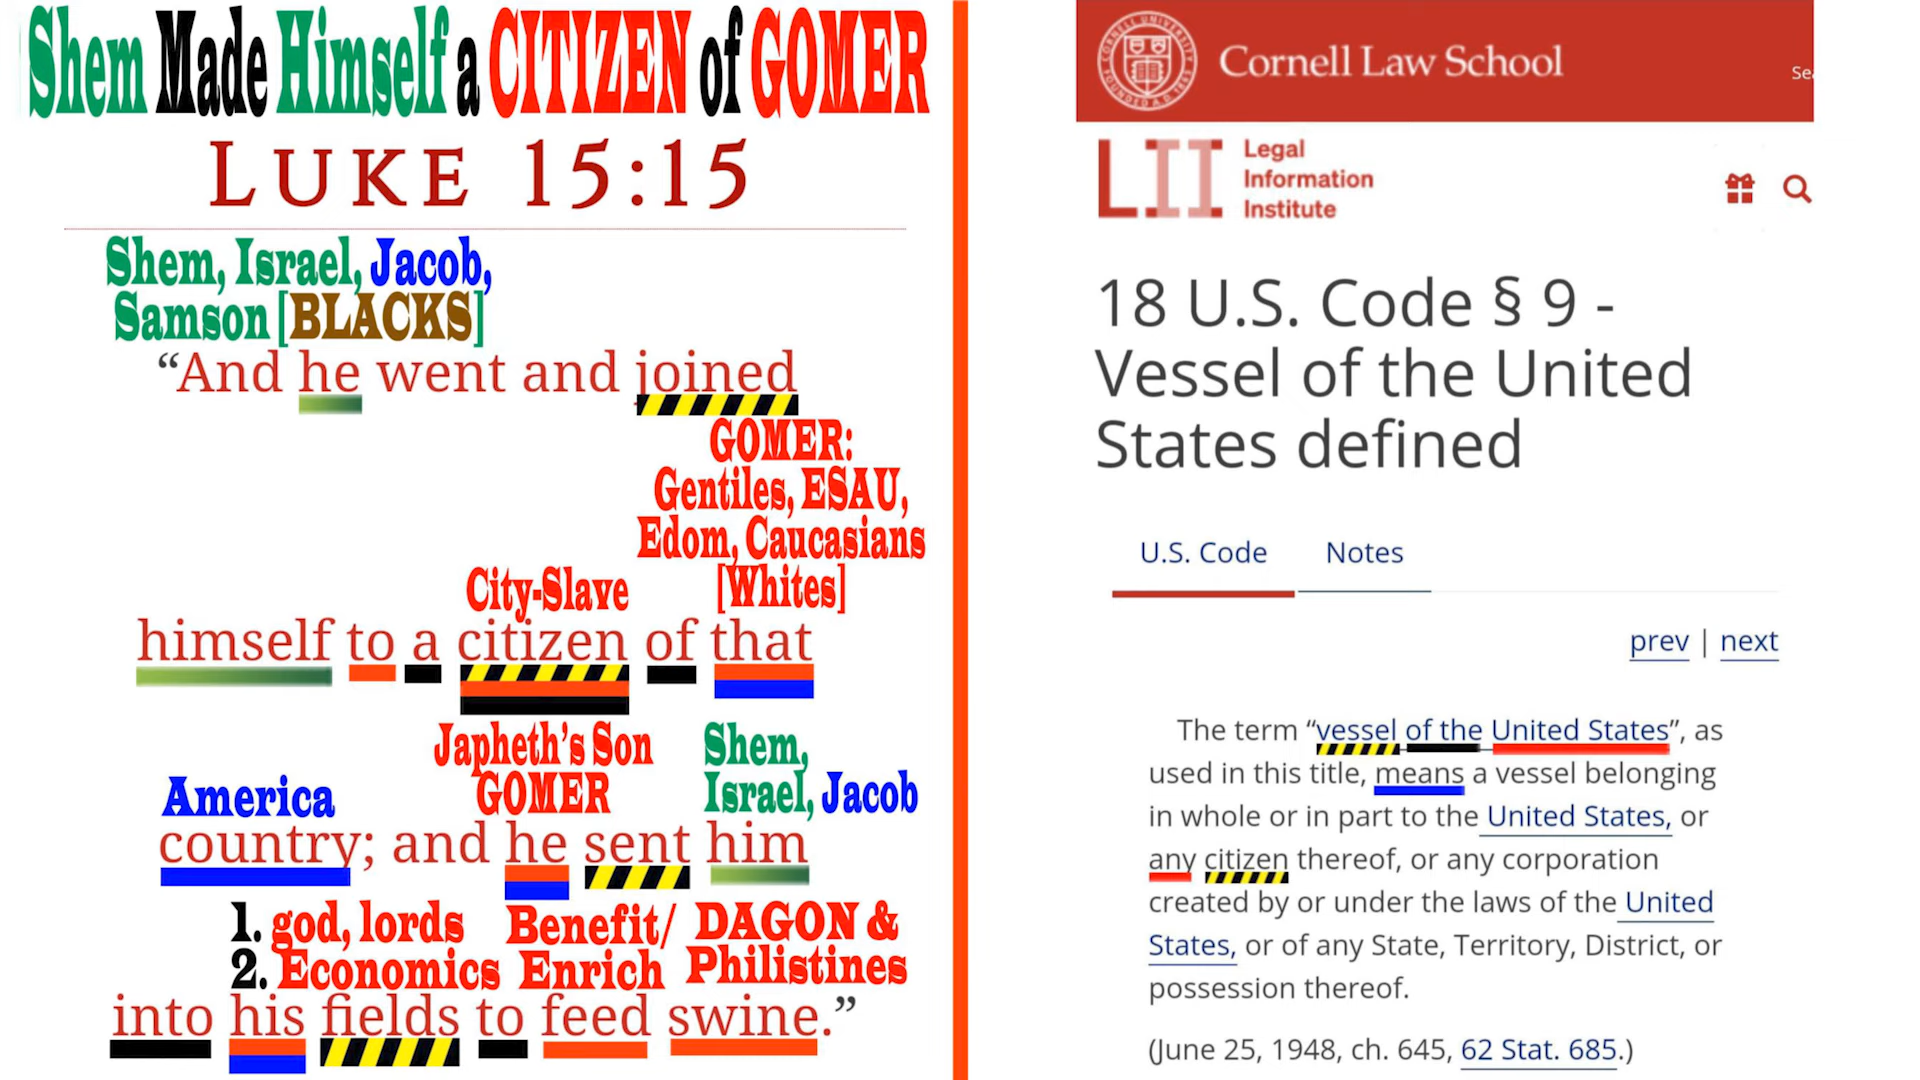 Shem Made Himself a CITIZEN of GOMER
LUKE 15:15
Shem, Israel, Jacob,
Samson [BLACKS]
“And he went and joined
GOMER:
Gentiles, ESAU,
Edom, Caucasians
[Whites]
City-Slave
himself to a citizen of that
Japheth’s Son
GOMER
Shem,
Israel, Jacob
America
country; and he sent him
1. god, lords
2. Economics
Benefit/
Enrich
DAGON &
Philistines
into his fields to feed swine.”
CORNELL UNIVERSITY
FOUNDED A.D. 1865
Cornell Law School
Sea
LII
Legal
Information
Institute
18 U.S. Code § 9 -
Vessel of the United
States defined
U.S. Code
Notes
prev | next
The term “vessel of the United States”, as
used in this title, means a vessel belonging
in whole or in part to the United States, or
any citizen thereof, or any corporation
created by or under the laws of the United
States, or of any State, Territory, District, or
possession thereof.
(June 25, 1948, ch. 645, 62 Stat. 685.)